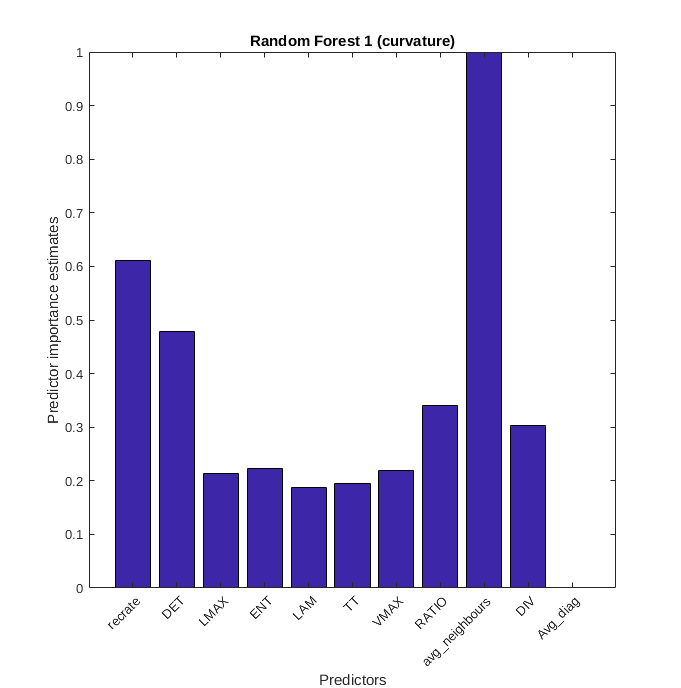 Random Forest 1 (curvature)
1
0.9
0.8
0.7
0.6
0.5
0.4
0.3
0.2
0.1
0
Predictor importance estimates
recrate
DET
LMAX
ENT
LAM
TT
VMAX
RATIO
avg_neighbours
DIV
Avg_diag
Predictors